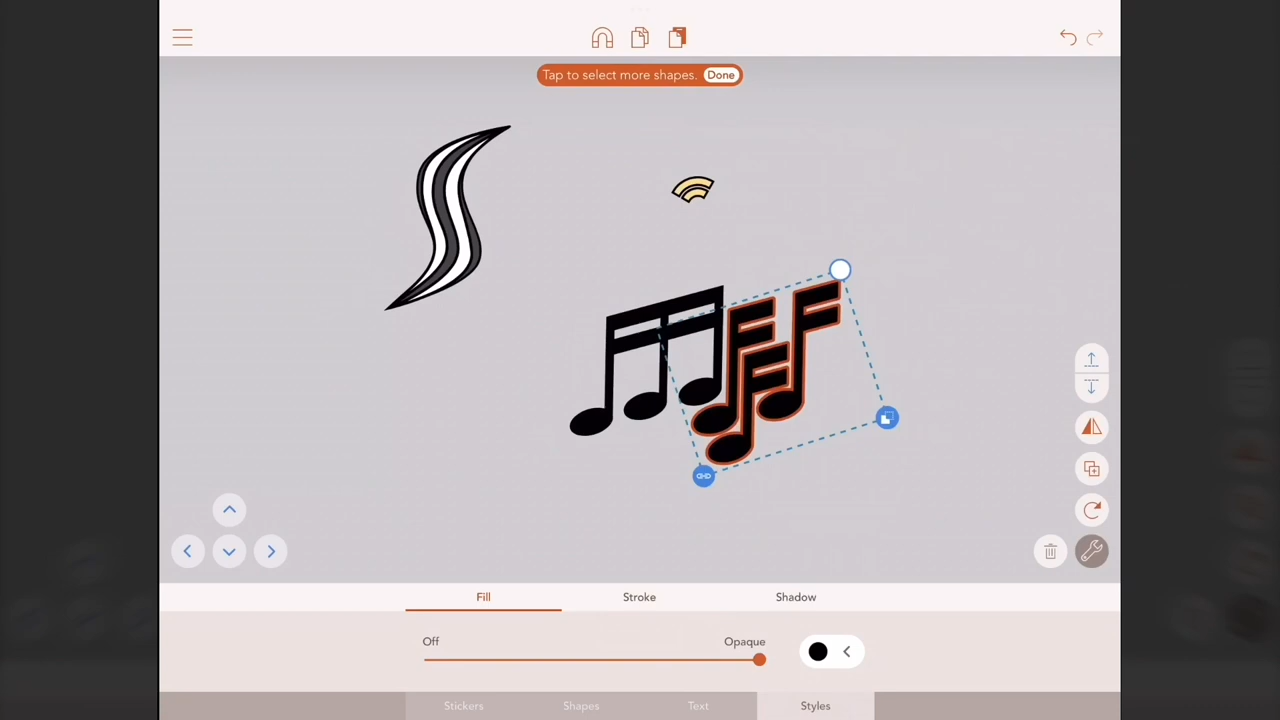 Tap to select more shapes. Done
Fill Stroke Shadow
Off Opaque
Stickers Shapes Text Styles